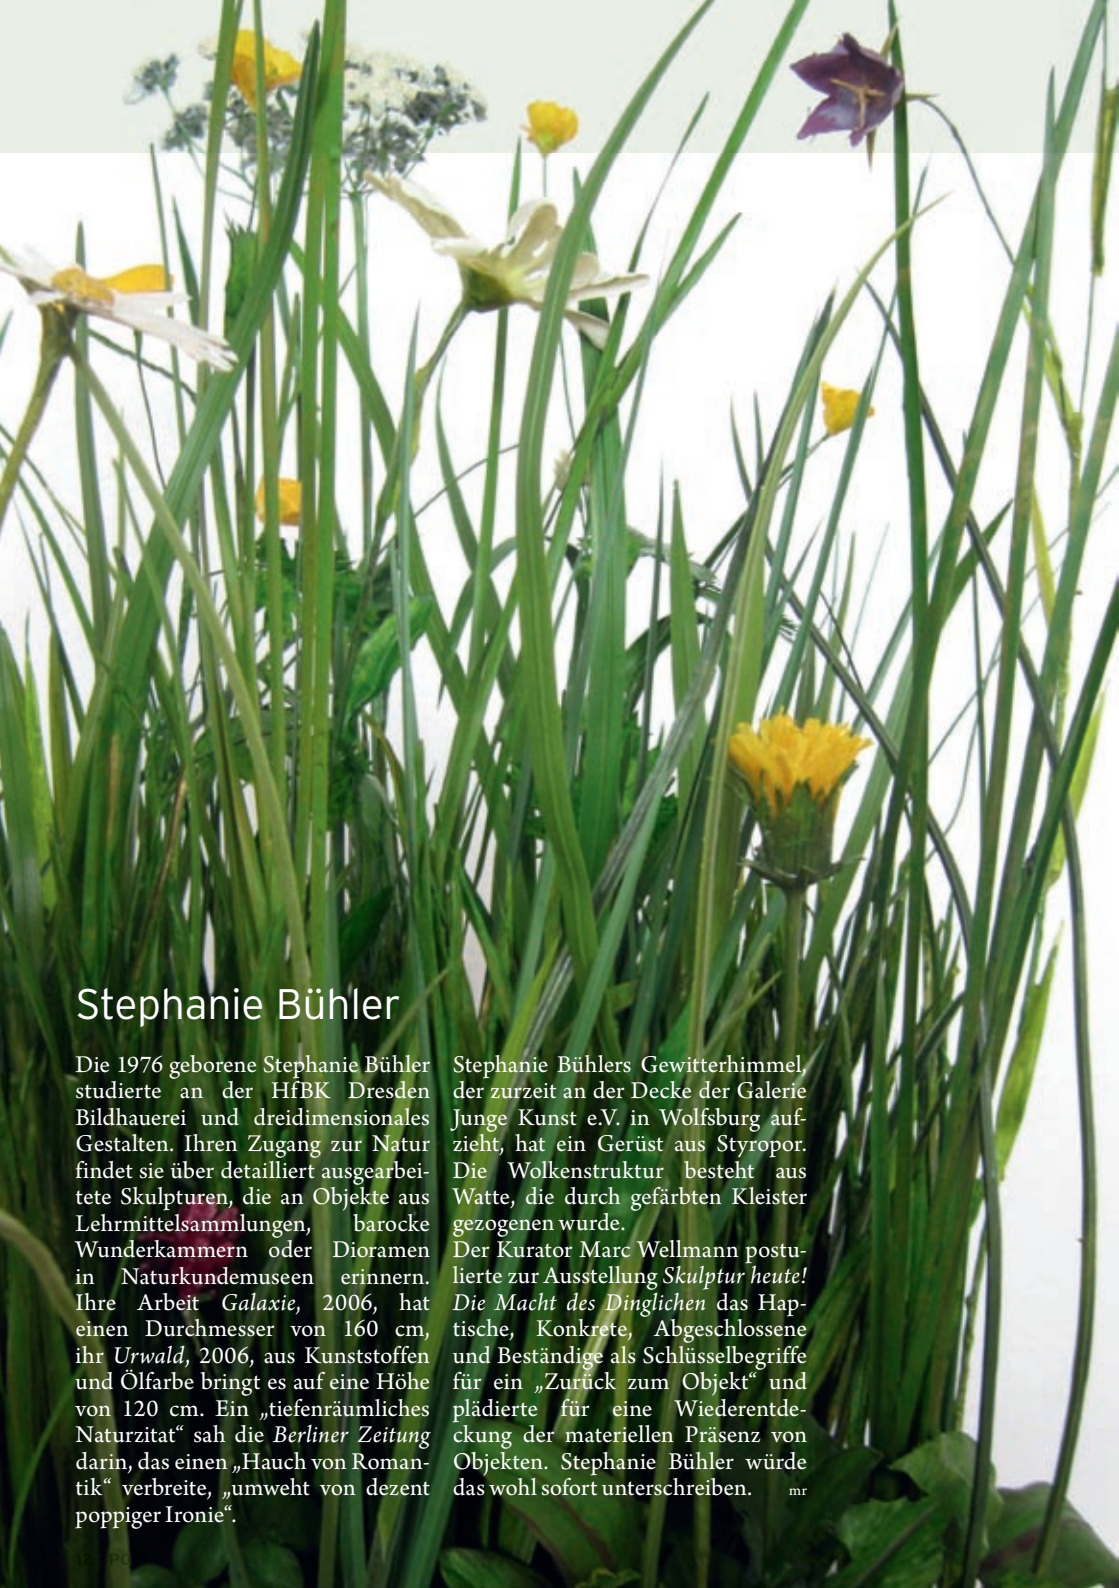 Stephanie Bühler
Die 1976 geborene Stephanie Bühler
studierte an der HfBK Dresden
Bildhauerei und dreidimensionales
Gestalten. Ihren Zugang zur Natur
findet sie über detailliert ausgearbei-
tete Skulpturen, die an Objekte aus
Lehrmittelsammlungen, barocke
Wunderkammern oder Dioramen
in Naturkundemuseen erinnern.
Ihre Arbeit Galaxie, 2006, hat
einen Durchmesser von 160 cm,
ihr Urwald, 2006, aus Kunststoffen
und Ölfarbe bringt es auf eine Höhe
von 120 cm. Ein „tiefenräumliches
Naturzitat“ sah die Berliner Zeitung
darin, das einen „Hauch von Roman-
tik“ verbreite, „umweht von dezent
poppiger Ironie“.
Stephanie Bühlers Gewitterhimmel,
der zurzeit an der Decke der Galerie
Junge Kunst e.V. in Wolfsburg auf-
zieht, hat ein Gerüst aus Styropor.
Die Wolkenstruktur besteht aus
Watte, die durch gefärbten Kleister
gezogenen wurde.
Der Kurator Marc Wellmann postu-
lierte zur Ausstellung Skulptur heute!
Die Macht des Dinglichen das Hap-
tische, Konkrete, Abgeschlossene
und Beständige als Schlüsselbegriffe
für ein „Zurück zum Objekt“ und
plädierte für eine Wiederentde-
ckung der materiellen Präsenz von
Objekten. Stephanie Bühler würde
das wohl sofort unterschreiben. mr
12